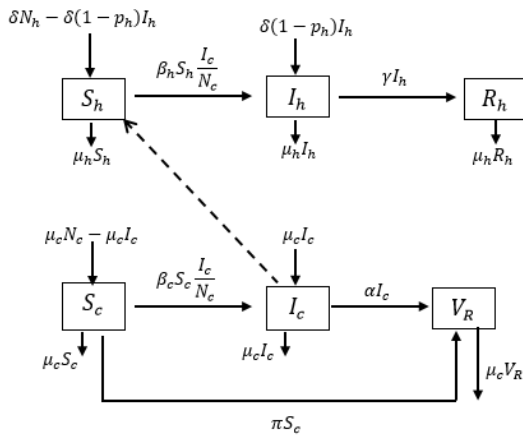 δN_h − δ(1 − p_h)I_h
δ(1 − p_h)I_h
S_h
β_h S_h I_c/N_c
I_h
γI_h
R_h
μ_h S_h
μ_h I_h
μ_h R_h
μ_c N_c − μ_c I_c
μ_c I_c
S_c
β_c S_c I_c/N_c
I_c
αI_c
V_R
μ_c S_c
μ_c I_c
μ_c V_R
πS_c